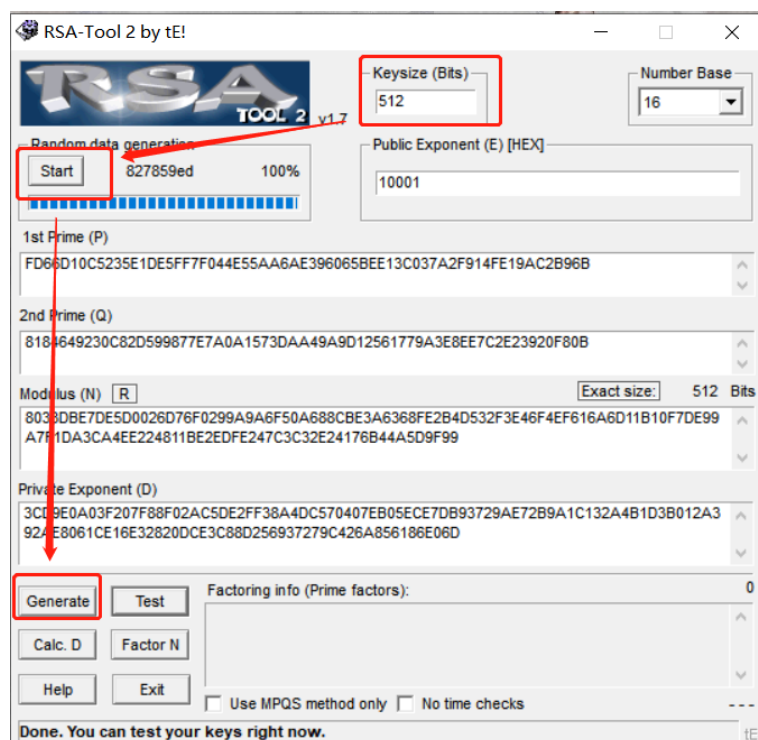 RSA-Tool 2 by tE!
RSA
TOOL 2 v1.7
Keysize (Bits)
512
Number Base
16
Random data generation
Start 827859ed 100%
Public Exponent (E) [HEX]
10001
1st Prime (P)
FD66D10C5235E1DE5FF7F044E55AA6AE396065BEE13C037A2F914FE19AC2B96B
2nd Prime (Q)
8184649230C82D599877E7A0A1573DAA49A9D12561779A3E8EE7C2E23920F80B
Modulus (N) R Exact size: 512 Bits
8033DBE7DE5D0026D76F0299A9A6F50A688CBE3A6368FE2B4D532F3E46F4EF616A6D11B10F7DE99
A7F1DA3CA4EE224811BE2EDFE247C3C32E24176B44A5D9F99
Private Exponent (D)
3CD9E0A03F207F88F02AC5DE2FF38A4DC570407EB05ECE7DB93729AE72B9A1C132A4B1D3B012A3
92AE8061CE16E32820DCE3C88D256937279C426A856186E06D
Generate Test
Factoring info (Prime factors): 0
Calc. D Factor N
Help Exit
Use MPQS method only No time checks ---
Done. You can test your keys right now. tE